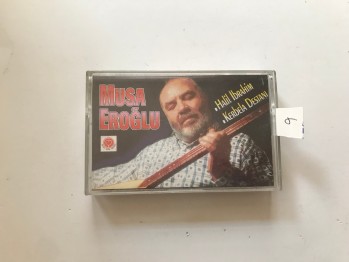 MUSA
EROĞLU
Halil İbrahim
Kerbela Destanı
9